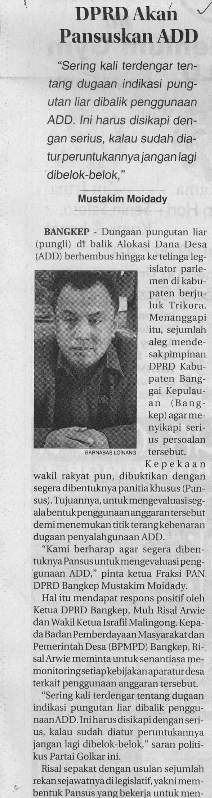 DPRD Akan
Pansuskan ADD
“Sering kali terdengar ten-
tang dugaan indikasi pung-
utan liar dibalik penggunaan
ADD. Ini harus disikapi den-
gan serius, kalau sudah dia-
tur peruntukannya jangan lagi
dibelok-belok,”
Mustakim Moidady
BANGKEP - Dungaan pungutan liar
(pungli) di balik Alokasi Dana Desa
(ADD) berhembus hingga ke telinga leg-
islator parle-
men di kabu-
paten berju-
luk Trikora.
Menanggapi
itu, sejumlah
aleg mende-
sak pimpinan
DPRD Kabu-
paten Bang-
gai Kepulau-
an (Bang-
kep) agar me-
nyikapi seri-
us persoalan
tersebut.
BARNABAS LOINANG
Kepekaan
wakil rakyat pun, dibuktikan dengan
segera dibentuknya panitia khusus (Pan-
sus). Tujuannya, untuk mengevaluasi seg-
ala bentuk penggunaan anggaran tersebut
demi menemukan titik terang kebenaran
dugaan penyalahgunaan ADD.
“Kami berharap agar segera diben-
tuknya Pansus untuk mengevaluasi peng-
gunaan ADD,” pinta ketua Fraksi PAN
DPRD Bangkep Mustakim Moidady.
Hal itu mendapat respons positif oleh
Ketua DPRD Bangkep, Muh Risal Arwie
dan Wakil Ketua Israfil Malingong. Kepa-
da Badan Pemberdayaan Masyarakat dan
Pemerintah Desa (BPMPD) Bangkep, Ri-
sal Arwie meminta untuk senantiasa me-
monitoring setiap kebijakan aparatur desa
terkait penggunaan anggaran tersebut.
“Sering kali terdengar tentang dugaan
indikasi pungutan liar dibalik penggu-
naan ADD. Ini harus disikapi dengan seri-
us, kalau sudah diatur peruntukannya
jangan lagi dibelok-belok,” saran politi-
kus Partai Golkar ini.
Risal sepakat dengan usulan sejumlah
rekan sejawatnya di legislatif, yakni mem-
bentuk Pansus yang bekerja untuk men-